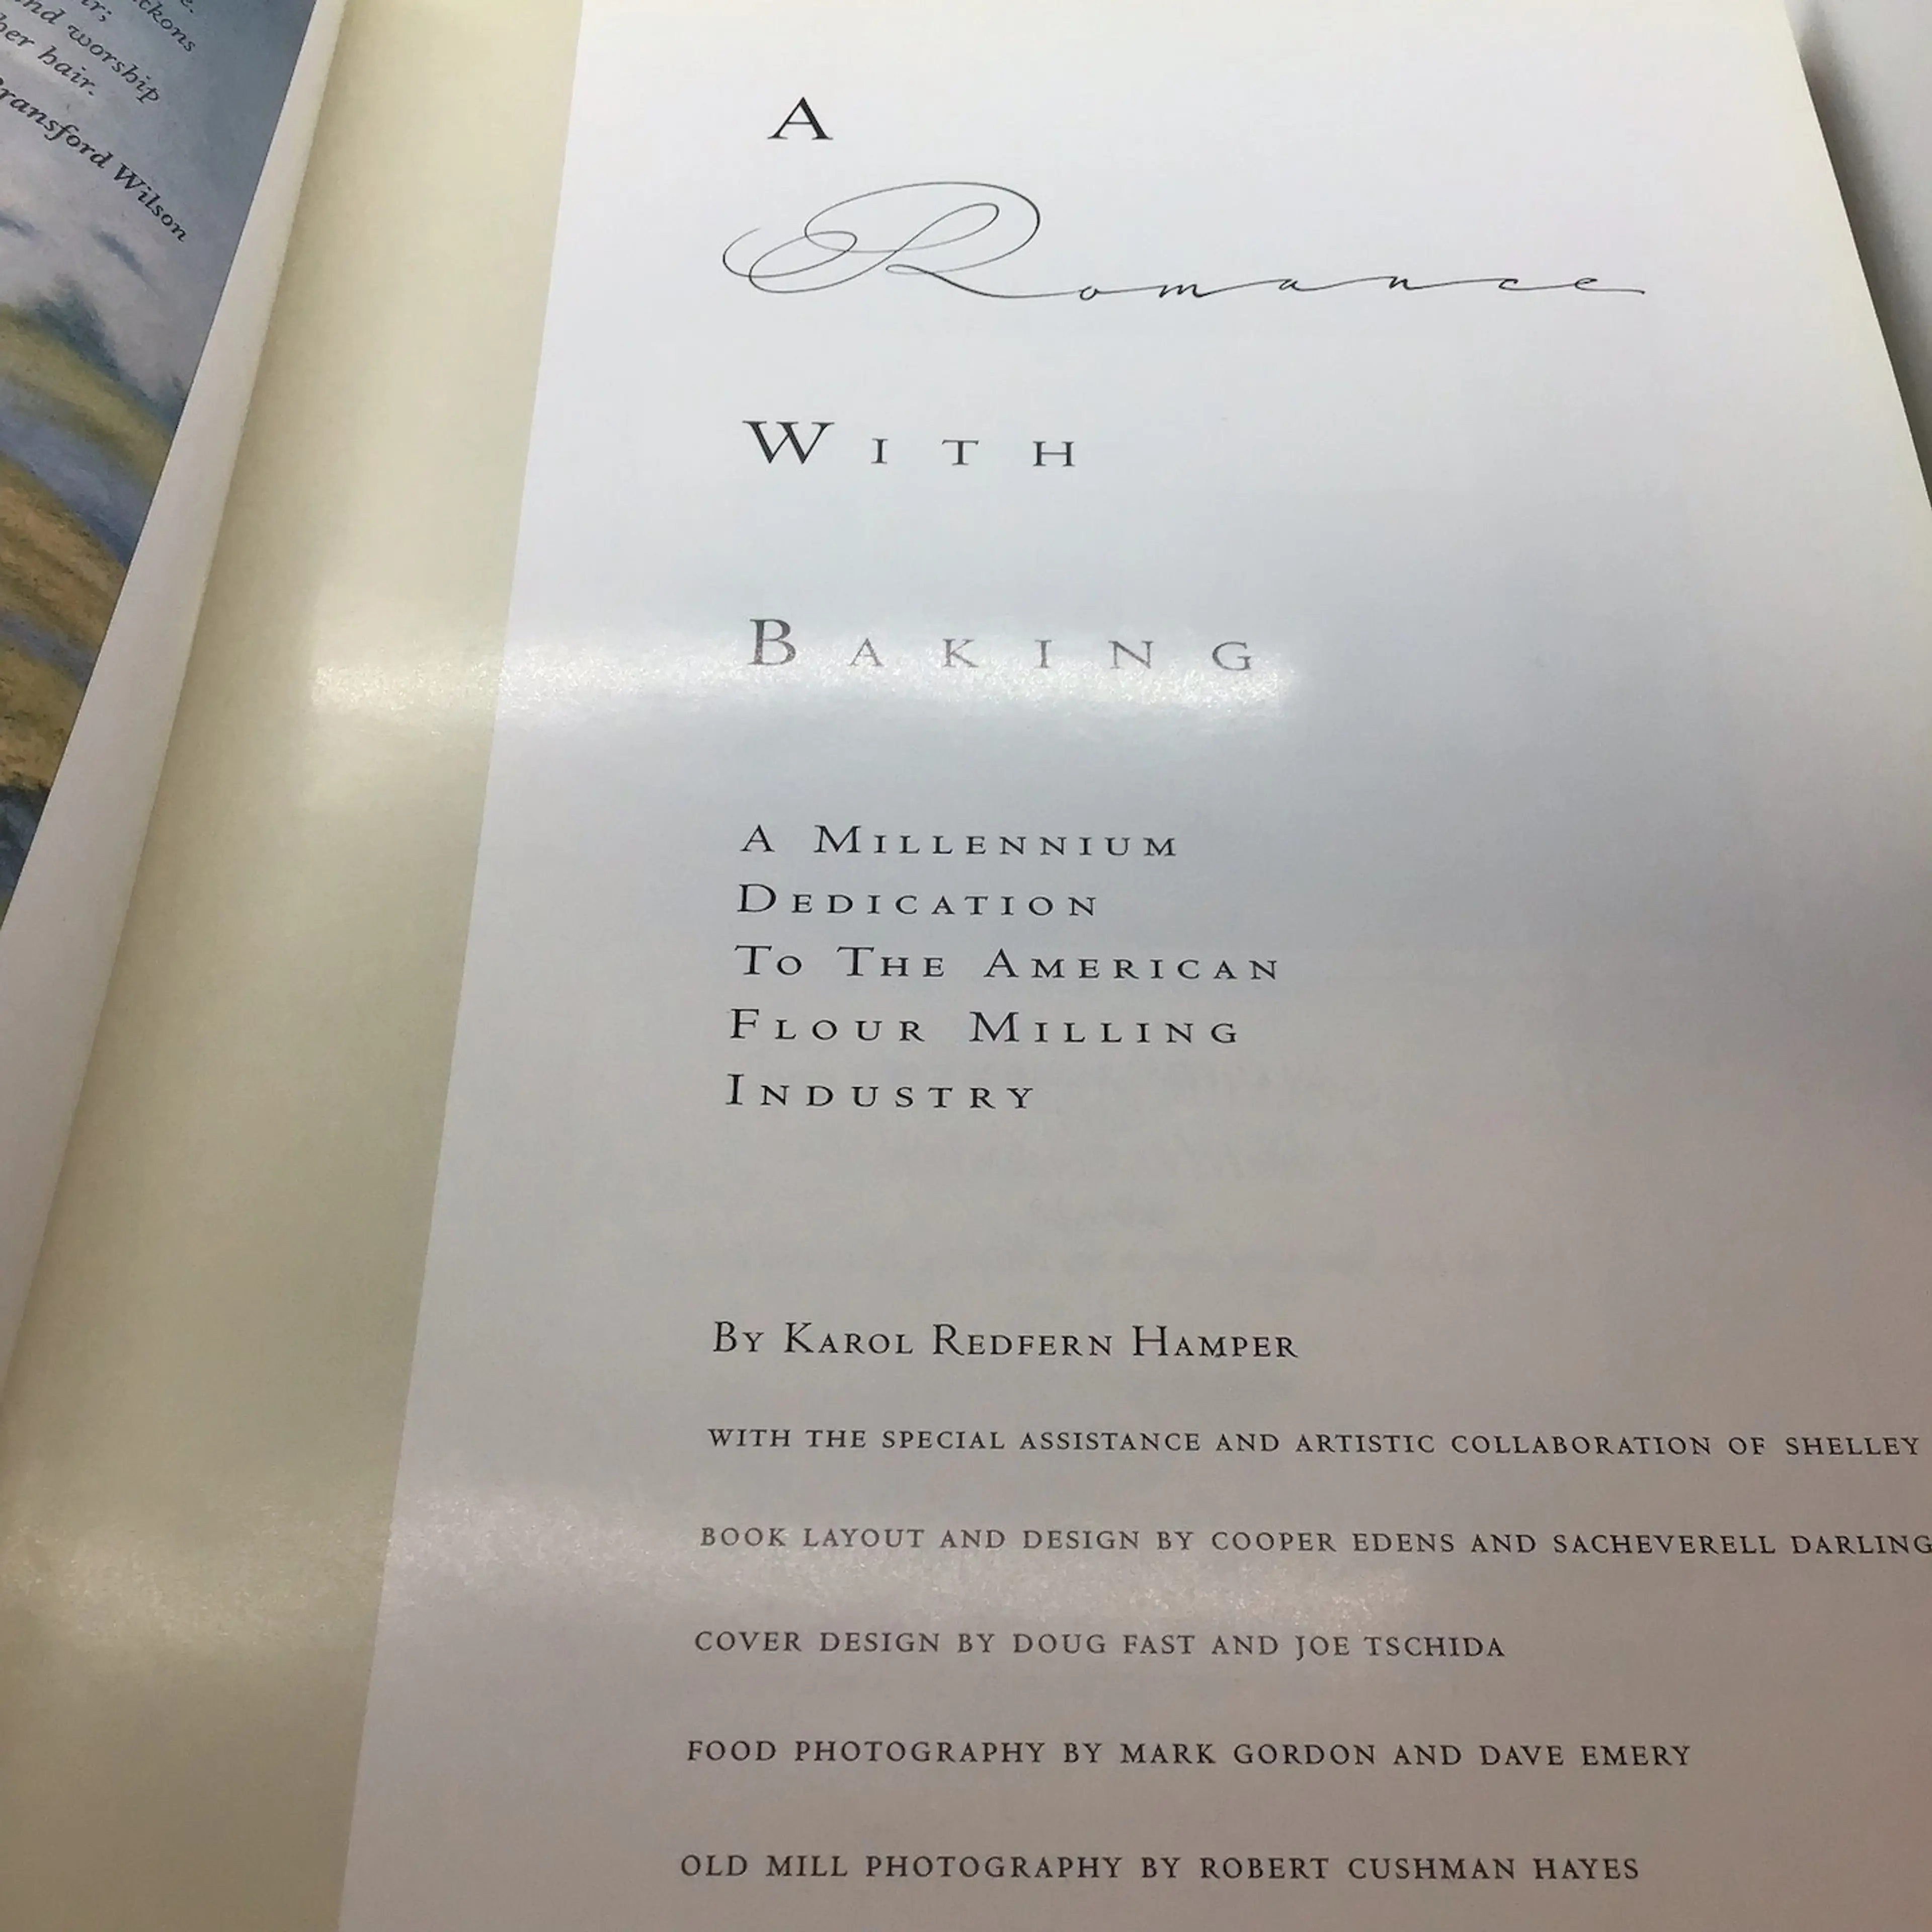 and worship
her hair.
Wilson
A
Romance
WITH
BAKING
A MILLENNIUM
DEDICATION
TO THE AMERICAN
FLOUR MILLING
INDUSTRY
BY KAROL REDFERN HAMPER
WITH THE SPECIAL ASSISTANCE AND ARTISTIC COLLABORATION OF SHELLEY
BOOK LAYOUT AND DESIGN BY COOPER EDENS AND SACHEVERELL DARLING
COVER DESIGN BY DOUG FAST AND JOE TSCHIDA
FOOD PHOTOGRAPHY BY MARK GORDON AND DAVE EMERY
OLD MILL PHOTOGRAPHY BY ROBERT CUSHMAN HAYES